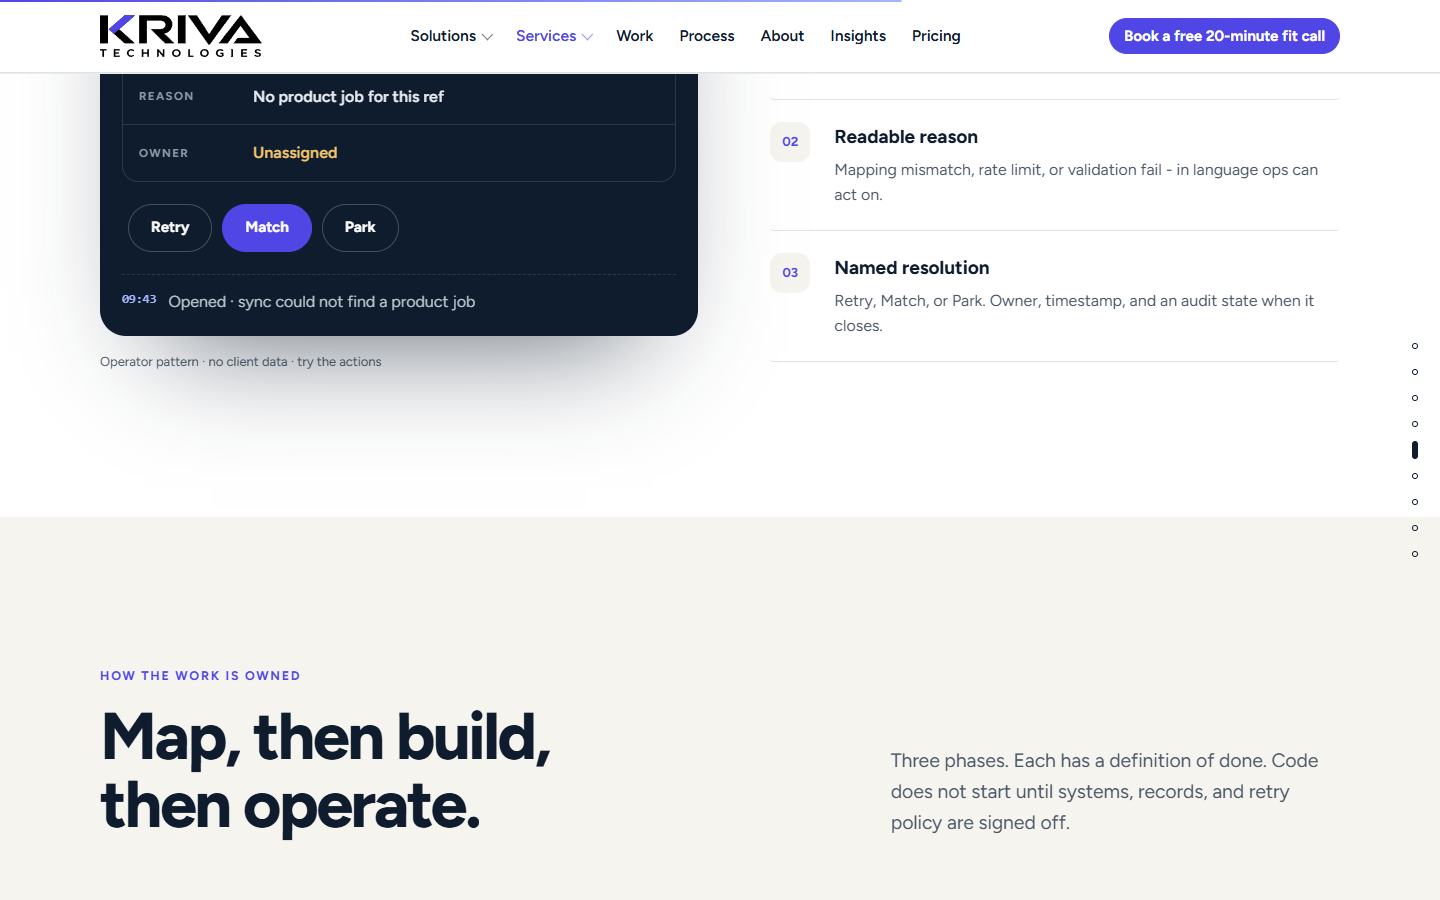 KRIVA
TECHNOLOGIES
Solutions
Services
Work
Process
About
Insights
Pricing
Book a free 20-minute fit call
REASON
No product job for this ref
OWNER
Unassigned
Retry
Match
Park
09:43
Opened · sync could not find a product job
Operator pattern · no client data · try the actions
02
Readable reason
Mapping mismatch, rate limit, or validation fail - in language ops can
act on.
03
Named resolution
Retry, Match, or Park. Owner, timestamp, and an audit state when it
closes.
HOW THE WORK IS OWNED
Map, then build,
then operate.
Three phases. Each has a definition of done. Code
does not start until systems, records, and retry
policy are signed off.